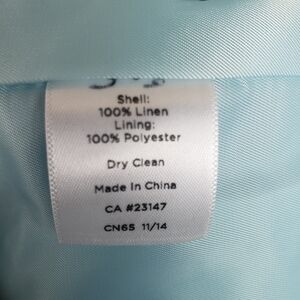 Shell:
100% Linen
Lining:
100% Polyester
Dry Clean
Made In China
CA #23147
CN65 11/14